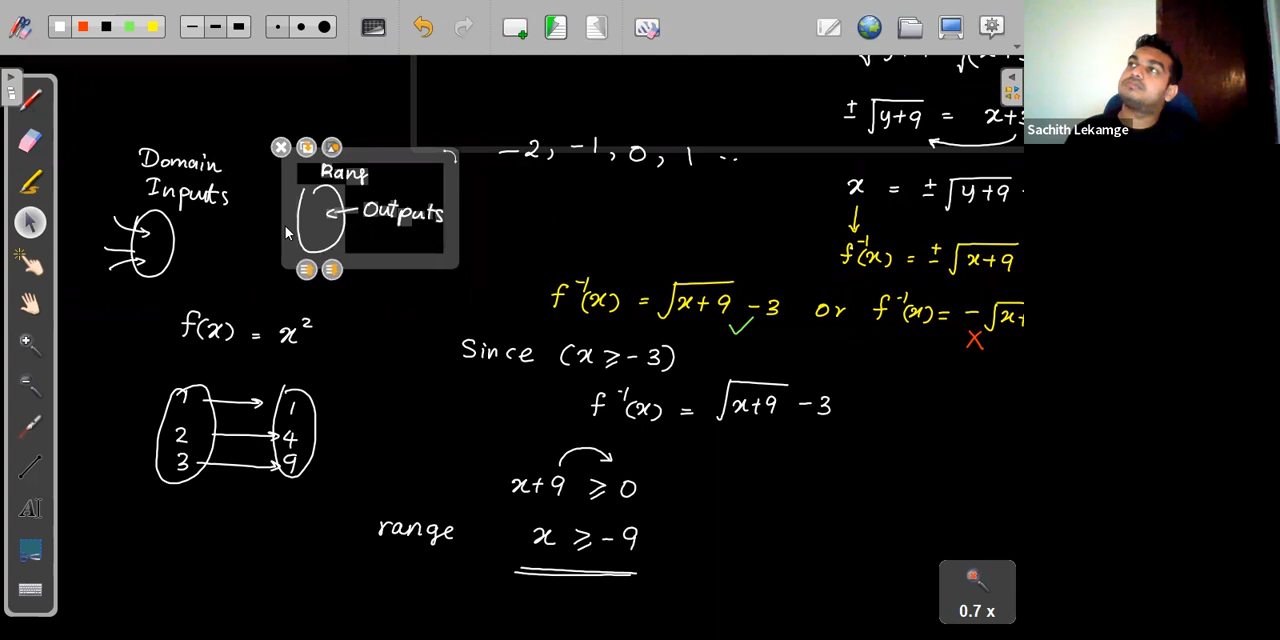 Domain
Inputs
Rang
Outputs
-2, -1, 0, 1 ..
± √y+9 = x+3
Sachith Lekamge
x = ± √y+9 -
f⁻¹(x) = ± √x+9
f⁻¹(x) = √x+9 - 3 or f⁻¹(x) = - √x+
✓ X
f(x) = x²
Since (x ≥ -3)
f⁻¹(x) = √x+9 - 3
1 → 1
2 → 4
3 → 9
x+9 ≥ 0
range x ≥ -9
0.7 x